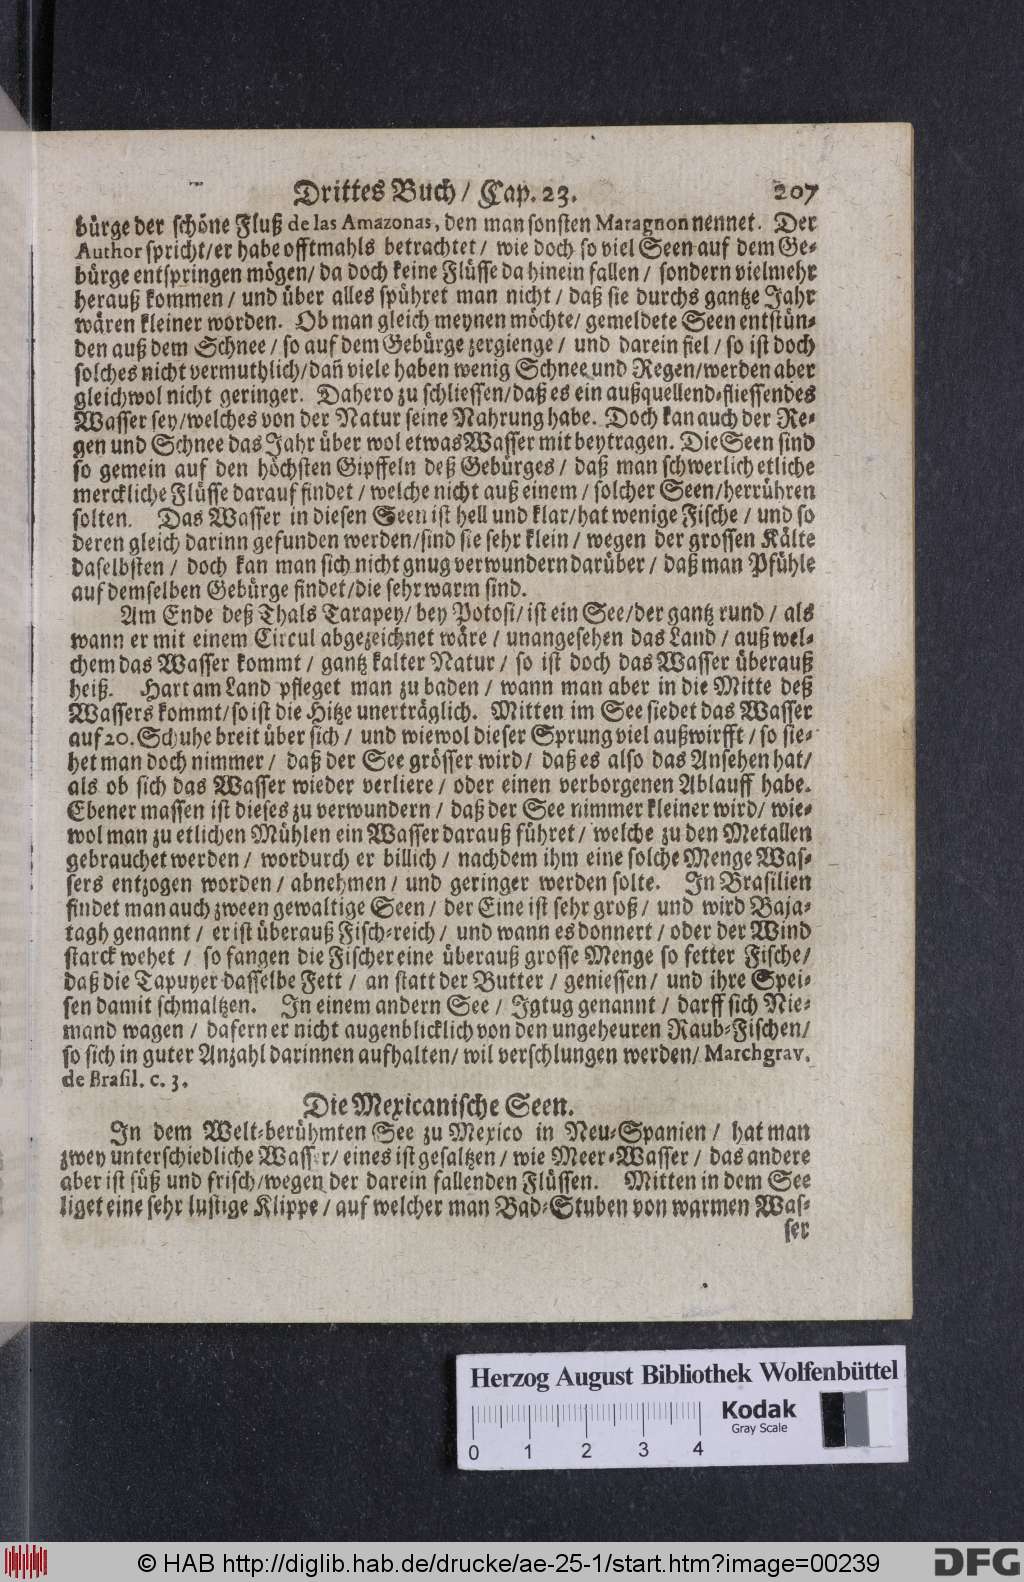 Drittes Buch / Cap. 23. 207
bürge der schöne Fluß de las Amazonas, den man sonsten Maragnon nennet. Der
Author spricht/er habe offtmahls betrachtet / wie doch so viel Seen auf dem Ge-
bürge entspringen mögen/ da doch keine Flüsse da hinein fallen / sondern vielmehr
herauß kommen / und über alles spühret man nicht / daß sie durchs gantze Jahr
wären kleiner worden. Ob man gleich meynen möchte/ gemeldete Seen entstün-
den auß dem Schnee / so auf dem Gebürge zergienge / und darein fiel / so ist doch
solches nicht vermuthlich/dañ viele haben wenig Schnee und Regen/werden aber
gleichwol nicht geringer. Dahero zu schliessen/daß es ein außquellend-fliessendes
Wasser sey/welches von der Natur seine Nahrung habe. Doch kan auch der Re-
gen und Schnee das Jahr über wol etwas Wasser mit beytragen. Die Seen sind
so gemein auf den höchsten Gipffeln deß Gebürges / daß man schwerlich etliche
merckliche Flüsse darauf findet / welche nicht auß einem / solcher Seen/herrühren
solten. Das Wasser in diesen Seen ist hell und klar/hat wenige Fische / und so
deren gleich darinn gefunden werden/sind sie sehr klein / wegen der grossen Kälte
daselbsten / doch kan man sich nicht gnug verwundern darüber / daß man Pfühle
auf demselben Gebürge findet/die sehr warm sind.
Am Ende deß Thals Tarapey/ bey Potosi/ ist ein See/der gantz rund / als
wann er mit einem Circul abgezeichnet wäre / unangesehen das Land / auß wel-
chem das Wasser kommt / gantz kalter Natur / so ist doch das Wasser überauß
heiß. Hart am Land pfleget man zu baden / wann man aber in die Mitte deß
Wassers kommt/so ist die Hitze unerträglich. Mitten im See siedet das Wasser
auf 20. Schuhe breit über sich / und wiewol dieser Sprung viel außwirfft / so sie-
het man doch nimmer / daß der See grösser wird / daß es also das Ansehen hat/
als ob sich das Wasser wieder verliere / oder einen verborgenen Ablauff habe.
Ebener massen ist dieses zu verwundern / daß der See nimmer kleiner wird/ wie-
wol man zu etlichen Mühlen ein Wasser darauß führet / welche zu den Metallen
gebrauchet werden / wordurch er billich / nachdem ihm eine solche Menge Was-
sers entzogen worden / abnehmen / und geringer werden solte. In Brasilien
findet man auch zween gewaltige Seen / der Eine ist sehr groß / und wird Baja-
tagh genannt / er ist überauß Fisch-reich / und wann es donnert / oder der Wind
starck wehet / so fangen die Fischer eine überauß grosse Menge so fetter Fische/
daß die Tapuyer dasselbe Fett / an statt der Butter / geniessen / und ihre Spei-
sen damit schmaltzen. In einem andern See / Igtug genannt / darff sich Nie-
mand wagen / dafern er nicht augenblicklich von den ungeheuren Raub-Fischen/
so sich in guter Anzahl darinnen aufhalten/ wil verschlungen werden/ Marchgrav.
de Brasil. c. 3.
Die Mexicanische Seen.
In dem Welt-berühmten See zu Mexico in Neu-Spanien / hat man
zwey unterschiedliche Wasser/ eines ist gesaltzen / wie Meer-Wasser / das andere
aber ist süß und frisch/wegen der darein fallenden Flüssen. Mitten in dem See
liget eine sehr lustige Klippe / auf welcher man Bad-Stuben von warmen Was-
ser
Herzog August Bibliothek Wolfenbüttel
Kodak
Gray Scale
0 1 2 3 4
© HAB http://diglib.hab.de/drucke/ae-25-1/start.htm?image=00239
DFG